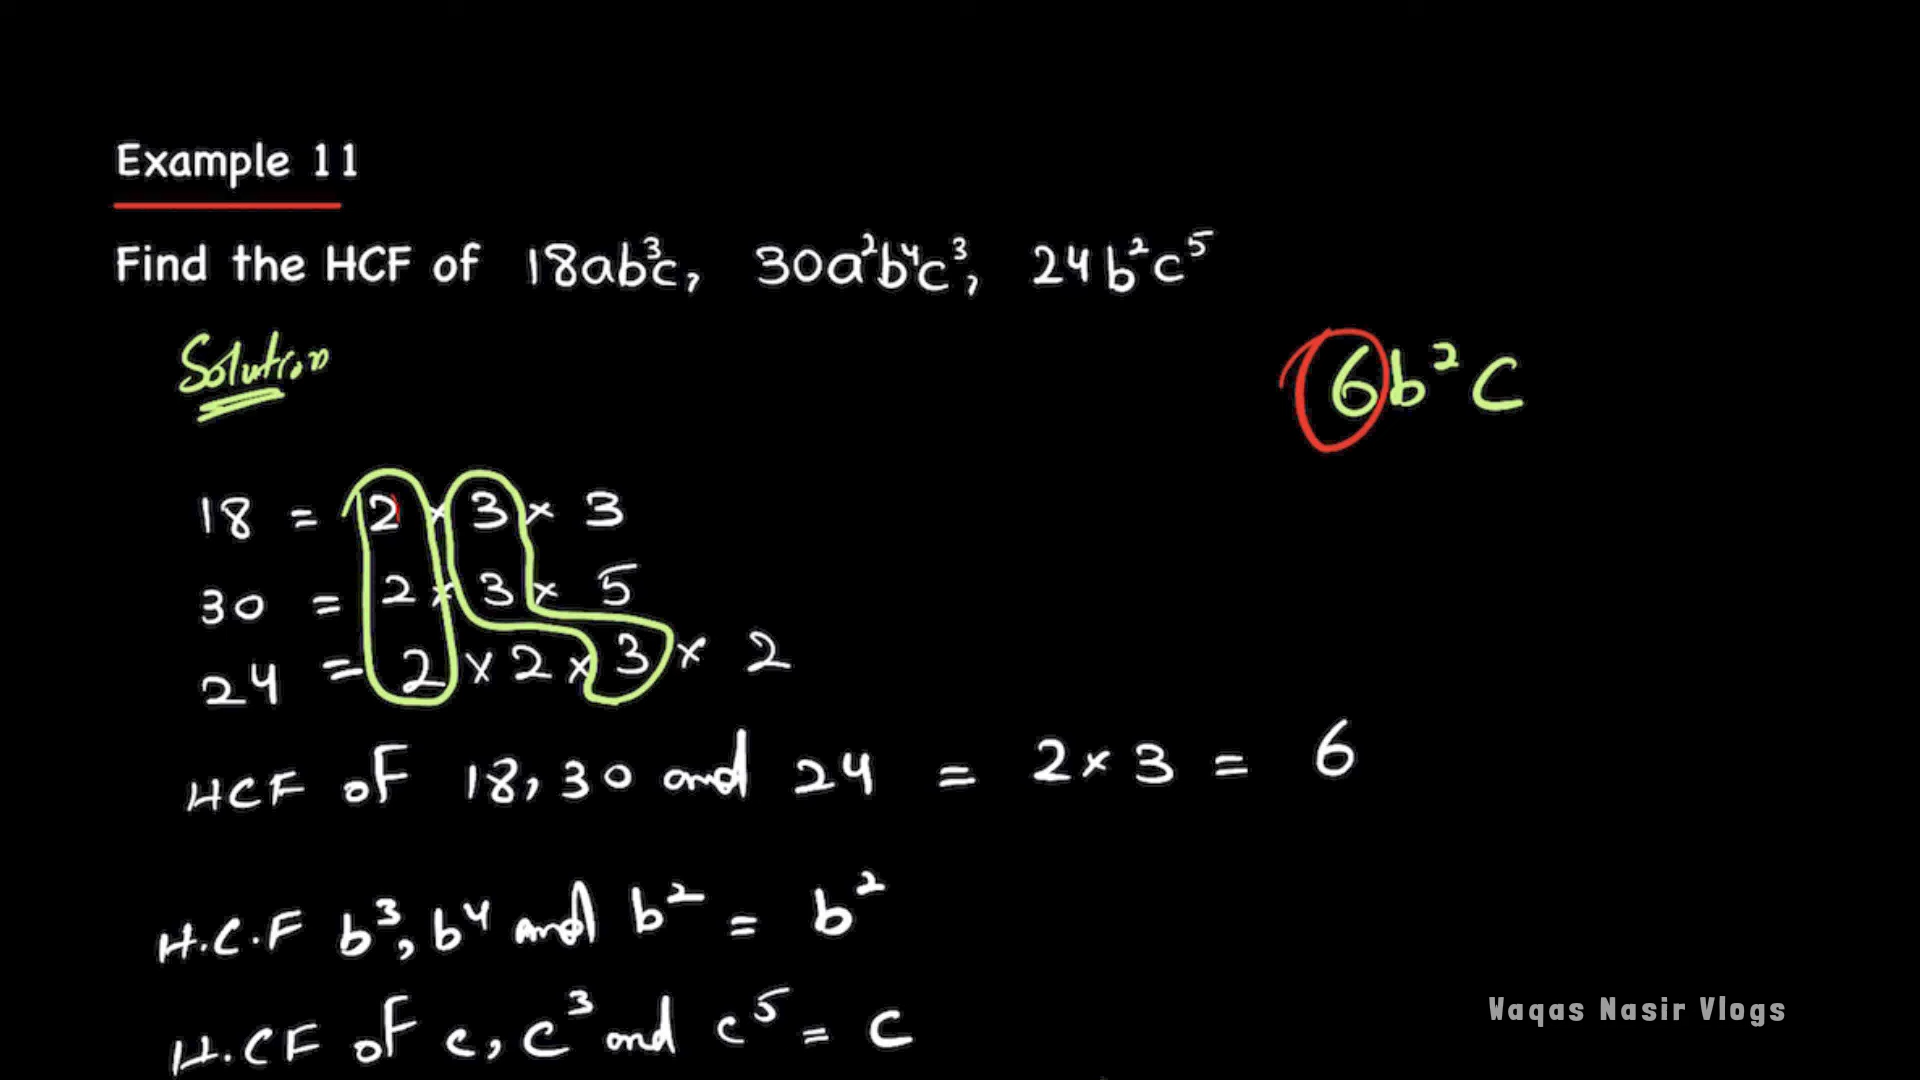 Example 11
Find the HCF of 18ab³c, 30a²b⁴c³, 24b²c⁵
Solution
6b²c
18 = 2 × 3 × 3
30 = 2 × 3 × 5
24 = 2 × 2 × 3 × 2
HCF of 18, 30 and 24 = 2 × 3 = 6
H.C.F b³, b⁴ and b² = b²
H.CF of c, c³ and c⁵ = c
Waqas Nasir Vlogs